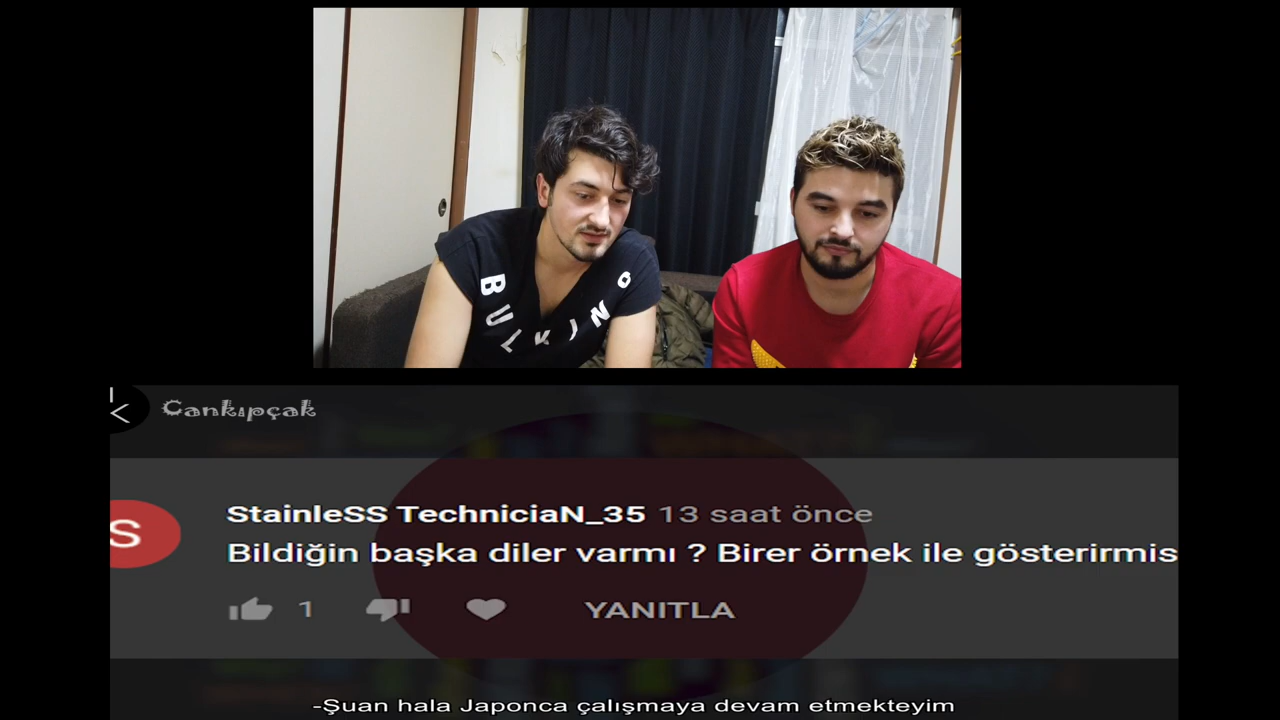 BULKING
Cankıpçak
S
StainleSS TechniciaN_35 13 saat önce
Bildiğin başka diler varmı ? Birer örnek ile gösterirmis
1
YANITLA
-Şuan hala Japonca çalışmaya devam etmekteyim